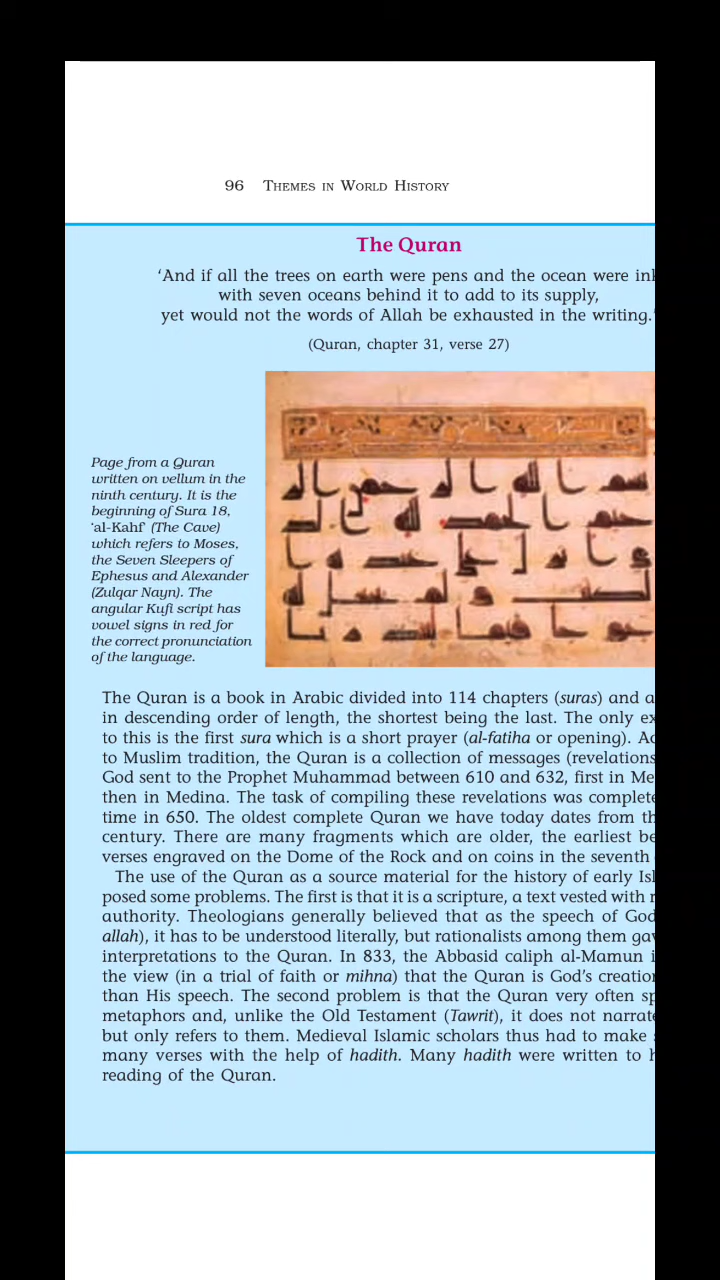 96 THEMES IN WORLD HISTORY
The Quran
‘And if all the trees on earth were pens and the ocean were ink
with seven oceans behind it to add to its supply,
yet would not the words of Allah be exhausted in the writing.’
(Quran, chapter 31, verse 27)
Page from a Quran
written on vellum in the
ninth century. It is the
beginning of Sura 18,
‘al-Kahf’ (The Cave)
which refers to Moses,
the Seven Sleepers of
Ephesus and Alexander
(Zulqar Nayn). The
angular Kufi script has
vowel signs in red for
the correct pronunciation
of the language.
The Quran is a book in Arabic divided into 114 chapters (suras) and
in descending order of length, the shortest being the last. The only
to this is the first sura which is a short prayer (al-fatiha or opening).
to Muslim tradition, the Quran is a collection of messages (revelations
God sent to the Prophet Muhammad between 610 and 632, first in
then in Medina. The task of compiling these revelations was
time in 650. The oldest complete Quran we have today dates from
century. There are many fragments which are older, the earliest
verses engraved on the Dome of the Rock and on coins in the seventh
The use of the Quran as a source material for the history of early
posed some problems. The first is that it is a scripture, a text vested with
authority. Theologians generally believed that as the speech of God
allah), it has to be understood literally, but rationalists among them
interpretations to the Quran. In 833, the Abbasid caliph al-Mamun
the view (in a trial of faith or mihna) that the Quran is God’s
than His speech. The second problem is that the Quran very often
metaphors and, unlike the Old Testament (Tawrit), it does not
but only refers to them. Medieval Islamic scholars thus had to make
many verses with the help of hadith. Many hadith were written to
reading of the Quran.